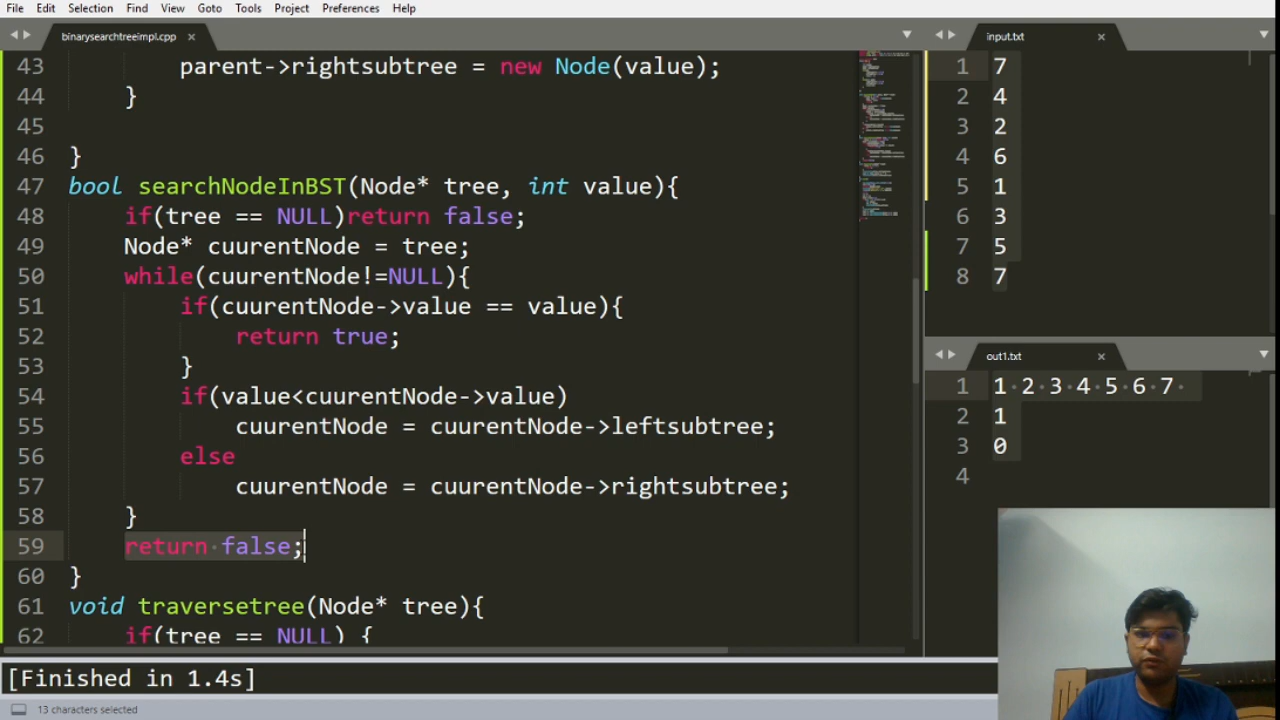 File Edit Selection Find View Goto Tools Project Preferences Help
binarysearchtreeimpl.cpp ×
43 parent->rightsubtree = new Node(value);
44 }
45
46 }
47 bool searchNodeInBST(Node* tree, int value){
48 if(tree == NULL)return false;
49 Node* cuurentNode = tree;
50 while(cuurentNode!=NULL){
51 if(cuurentNode->value == value){
52 return true;
53 }
54 if(value<cuurentNode->value)
55 cuurentNode = cuurentNode->leftsubtree;
56 else
57 cuurentNode = cuurentNode->rightsubtree;
58 }
59 return false;
60 }
61 void traversetree(Node* tree){
62 if(tree == NULL) {
input.txt ×
1 7
2 4
3 2
4 6
5 1
6 3
7 5
8 7
out1.txt ×
1 1 2 3 4 5 6 7
2 1
3 0
4
[Finished in 1.4s]
13 characters selected